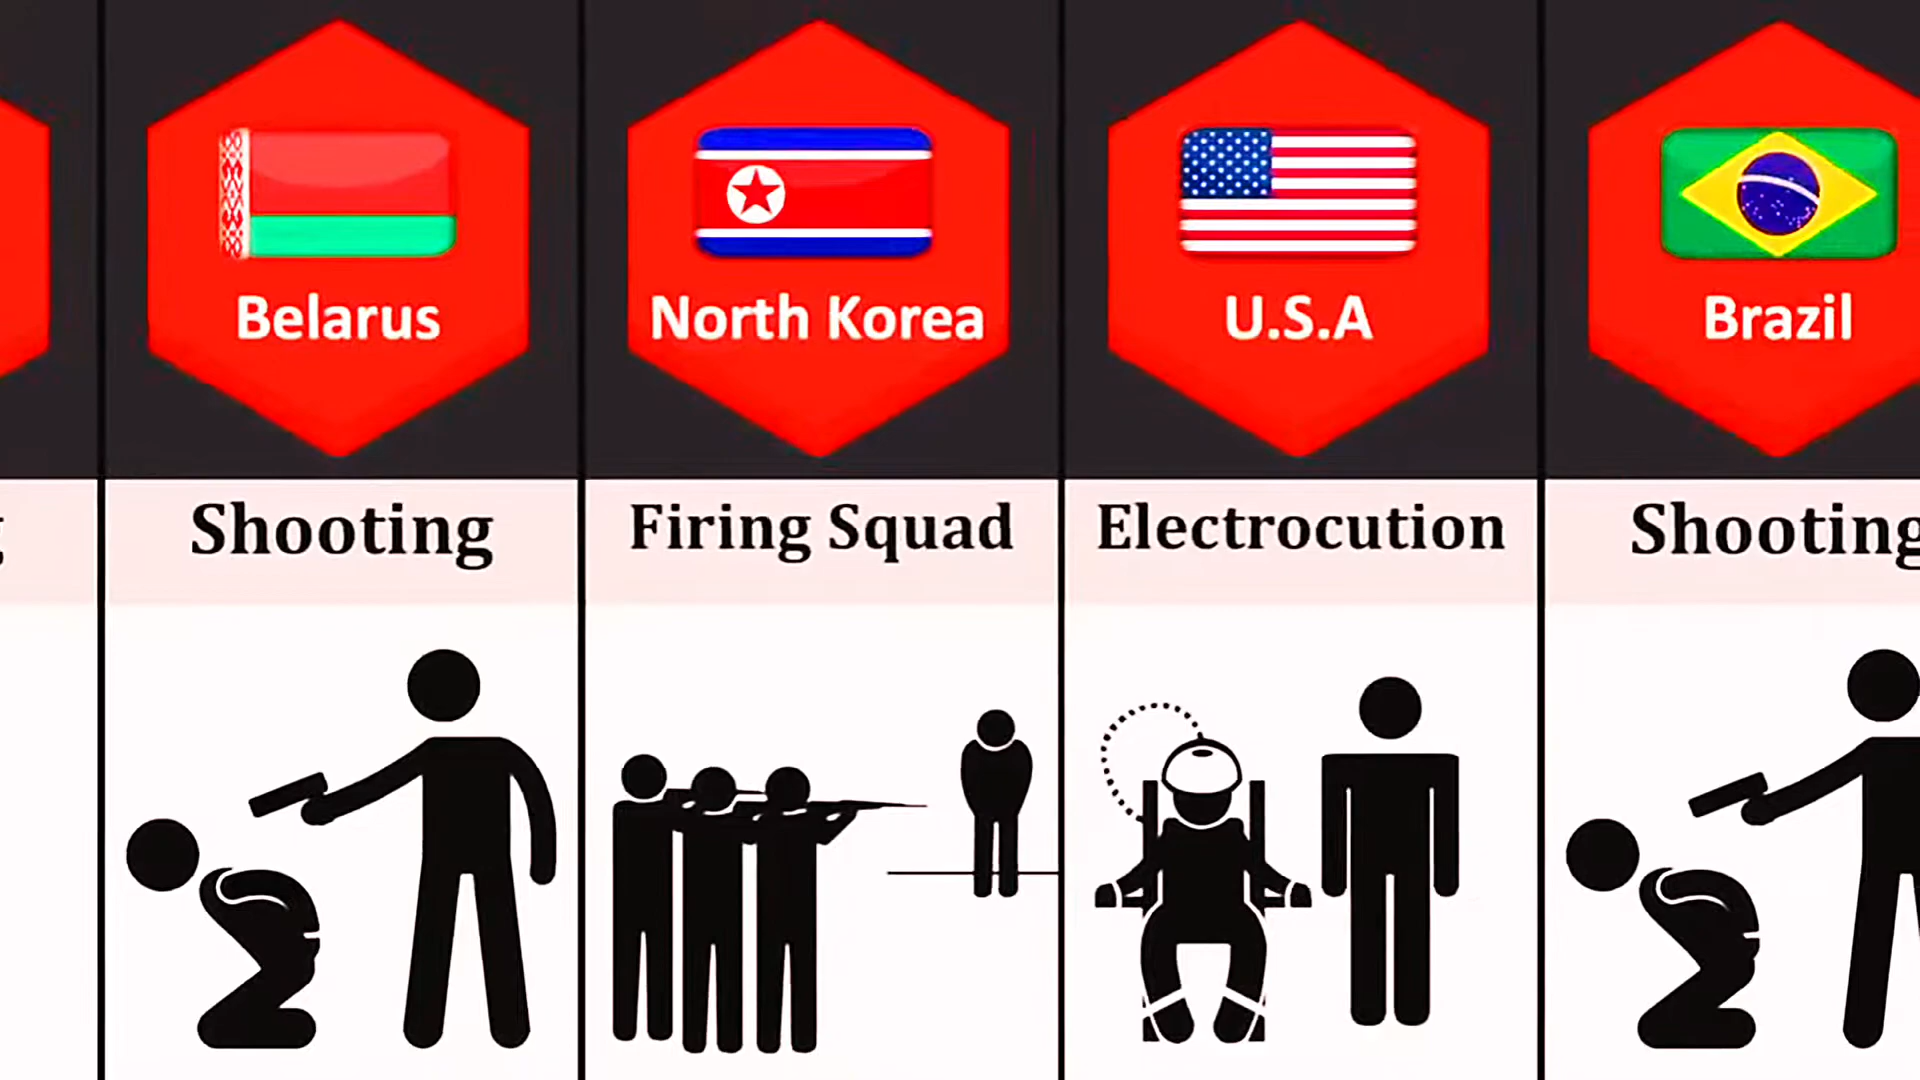 Belarus
North Korea
U.S.A
Brazil
Shooting
Firing Squad
Electrocution
Shooting